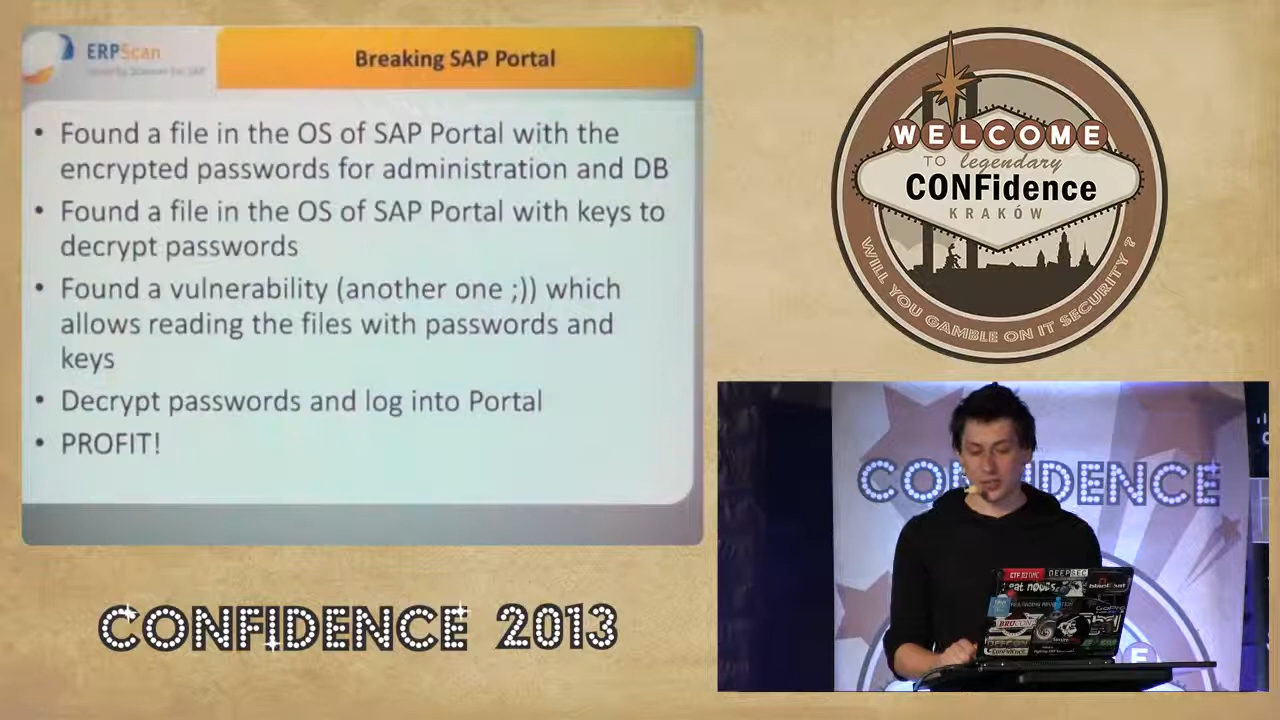 ERPScan
Breaking SAP Portal
• Found a file in the OS of SAP Portal with the
encrypted passwords for administration and DB
• Found a file in the OS of SAP Portal with keys to
decrypt passwords
• Found a vulnerability (another one ;)) which
allows reading the files with passwords and
keys
• Decrypt passwords and log into Portal
• PROFIT!
CONFIDENCE 2013
WELCOME
TO legendary
CONFidence
KRAKÓW
WILL YOU GAMBLE ON IT SECURITY ?
CONFIDENCE
DEEPSEC
GoPro